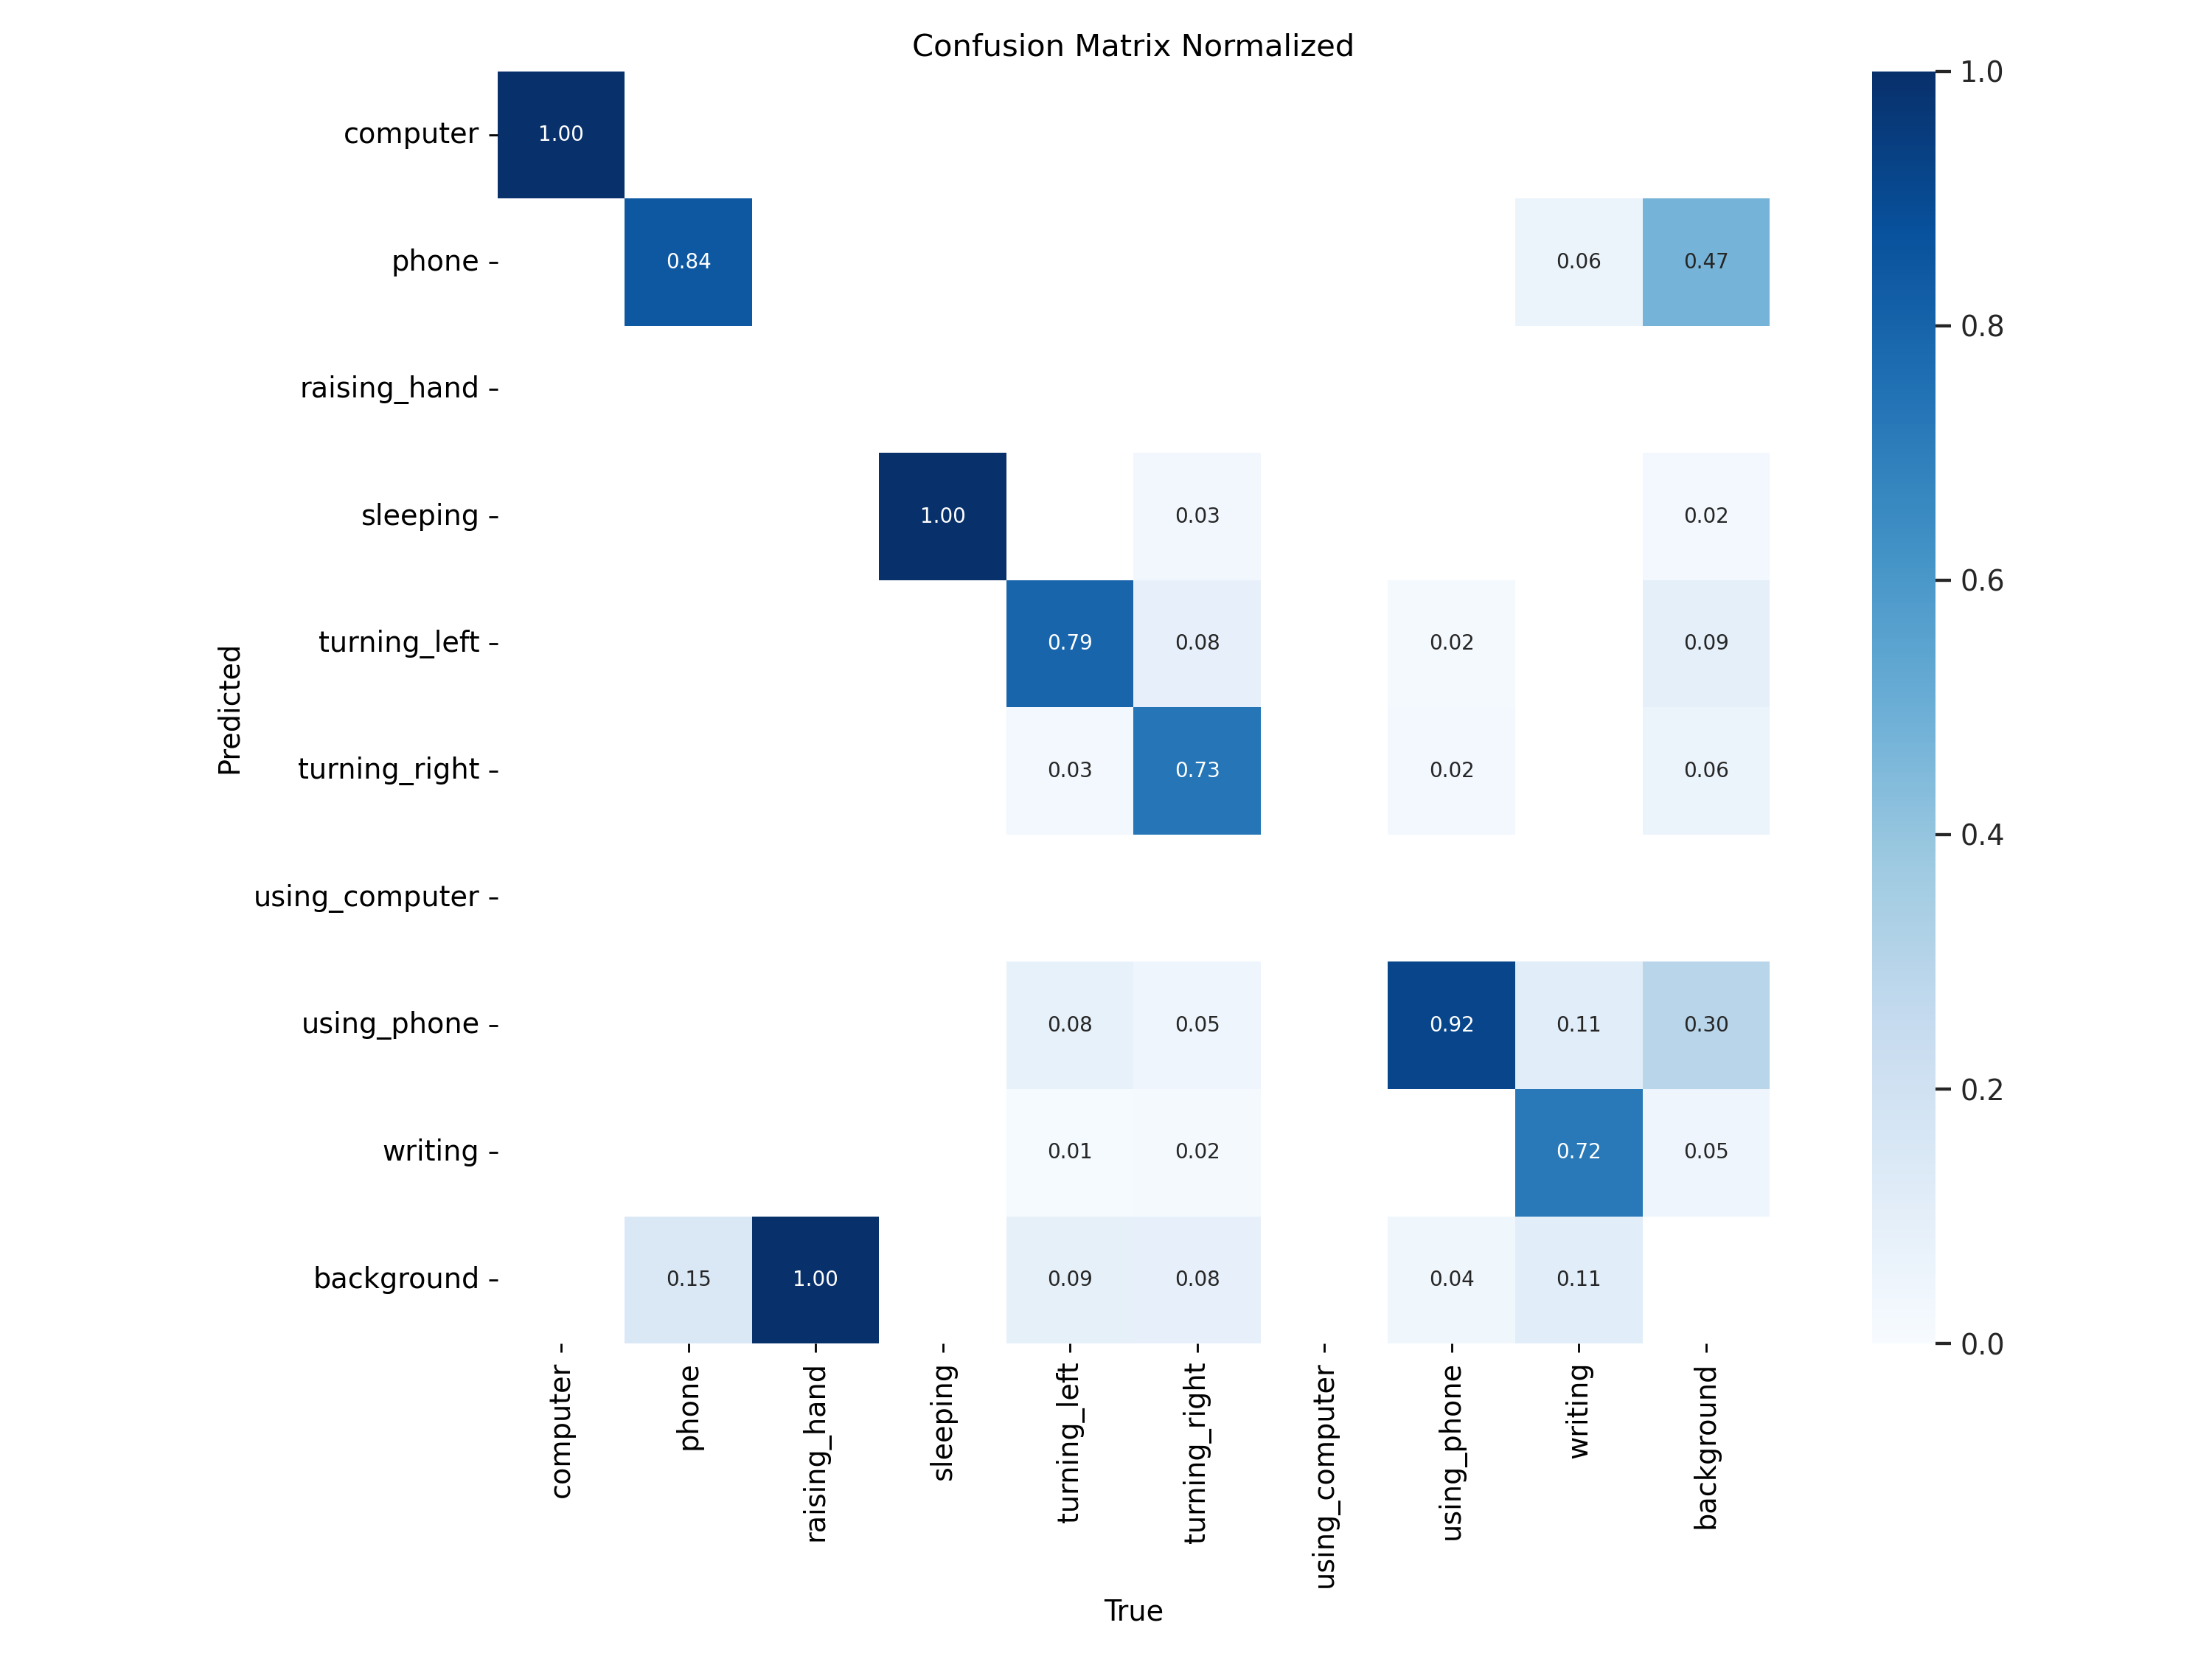 Confusion Matrix Normalized
computer 1.00 1.0
phone 0.84 0.06 0.47 0.8
raising_hand
sleeping 1.00 0.03 0.02 0.6
turning_left 0.79 0.08 0.02 0.09
Predicted
turning_right 0.03 0.73 0.02 0.06 0.4
using_computer
using_phone 0.08 0.05 0.92 0.11 0.30 0.2
writing 0.01 0.02 0.72 0.05
background 0.15 1.00 0.09 0.08 0.04 0.11 0.0
computer phone raising_hand sleeping turning_left turning_right using_computer using_phone writing background
True